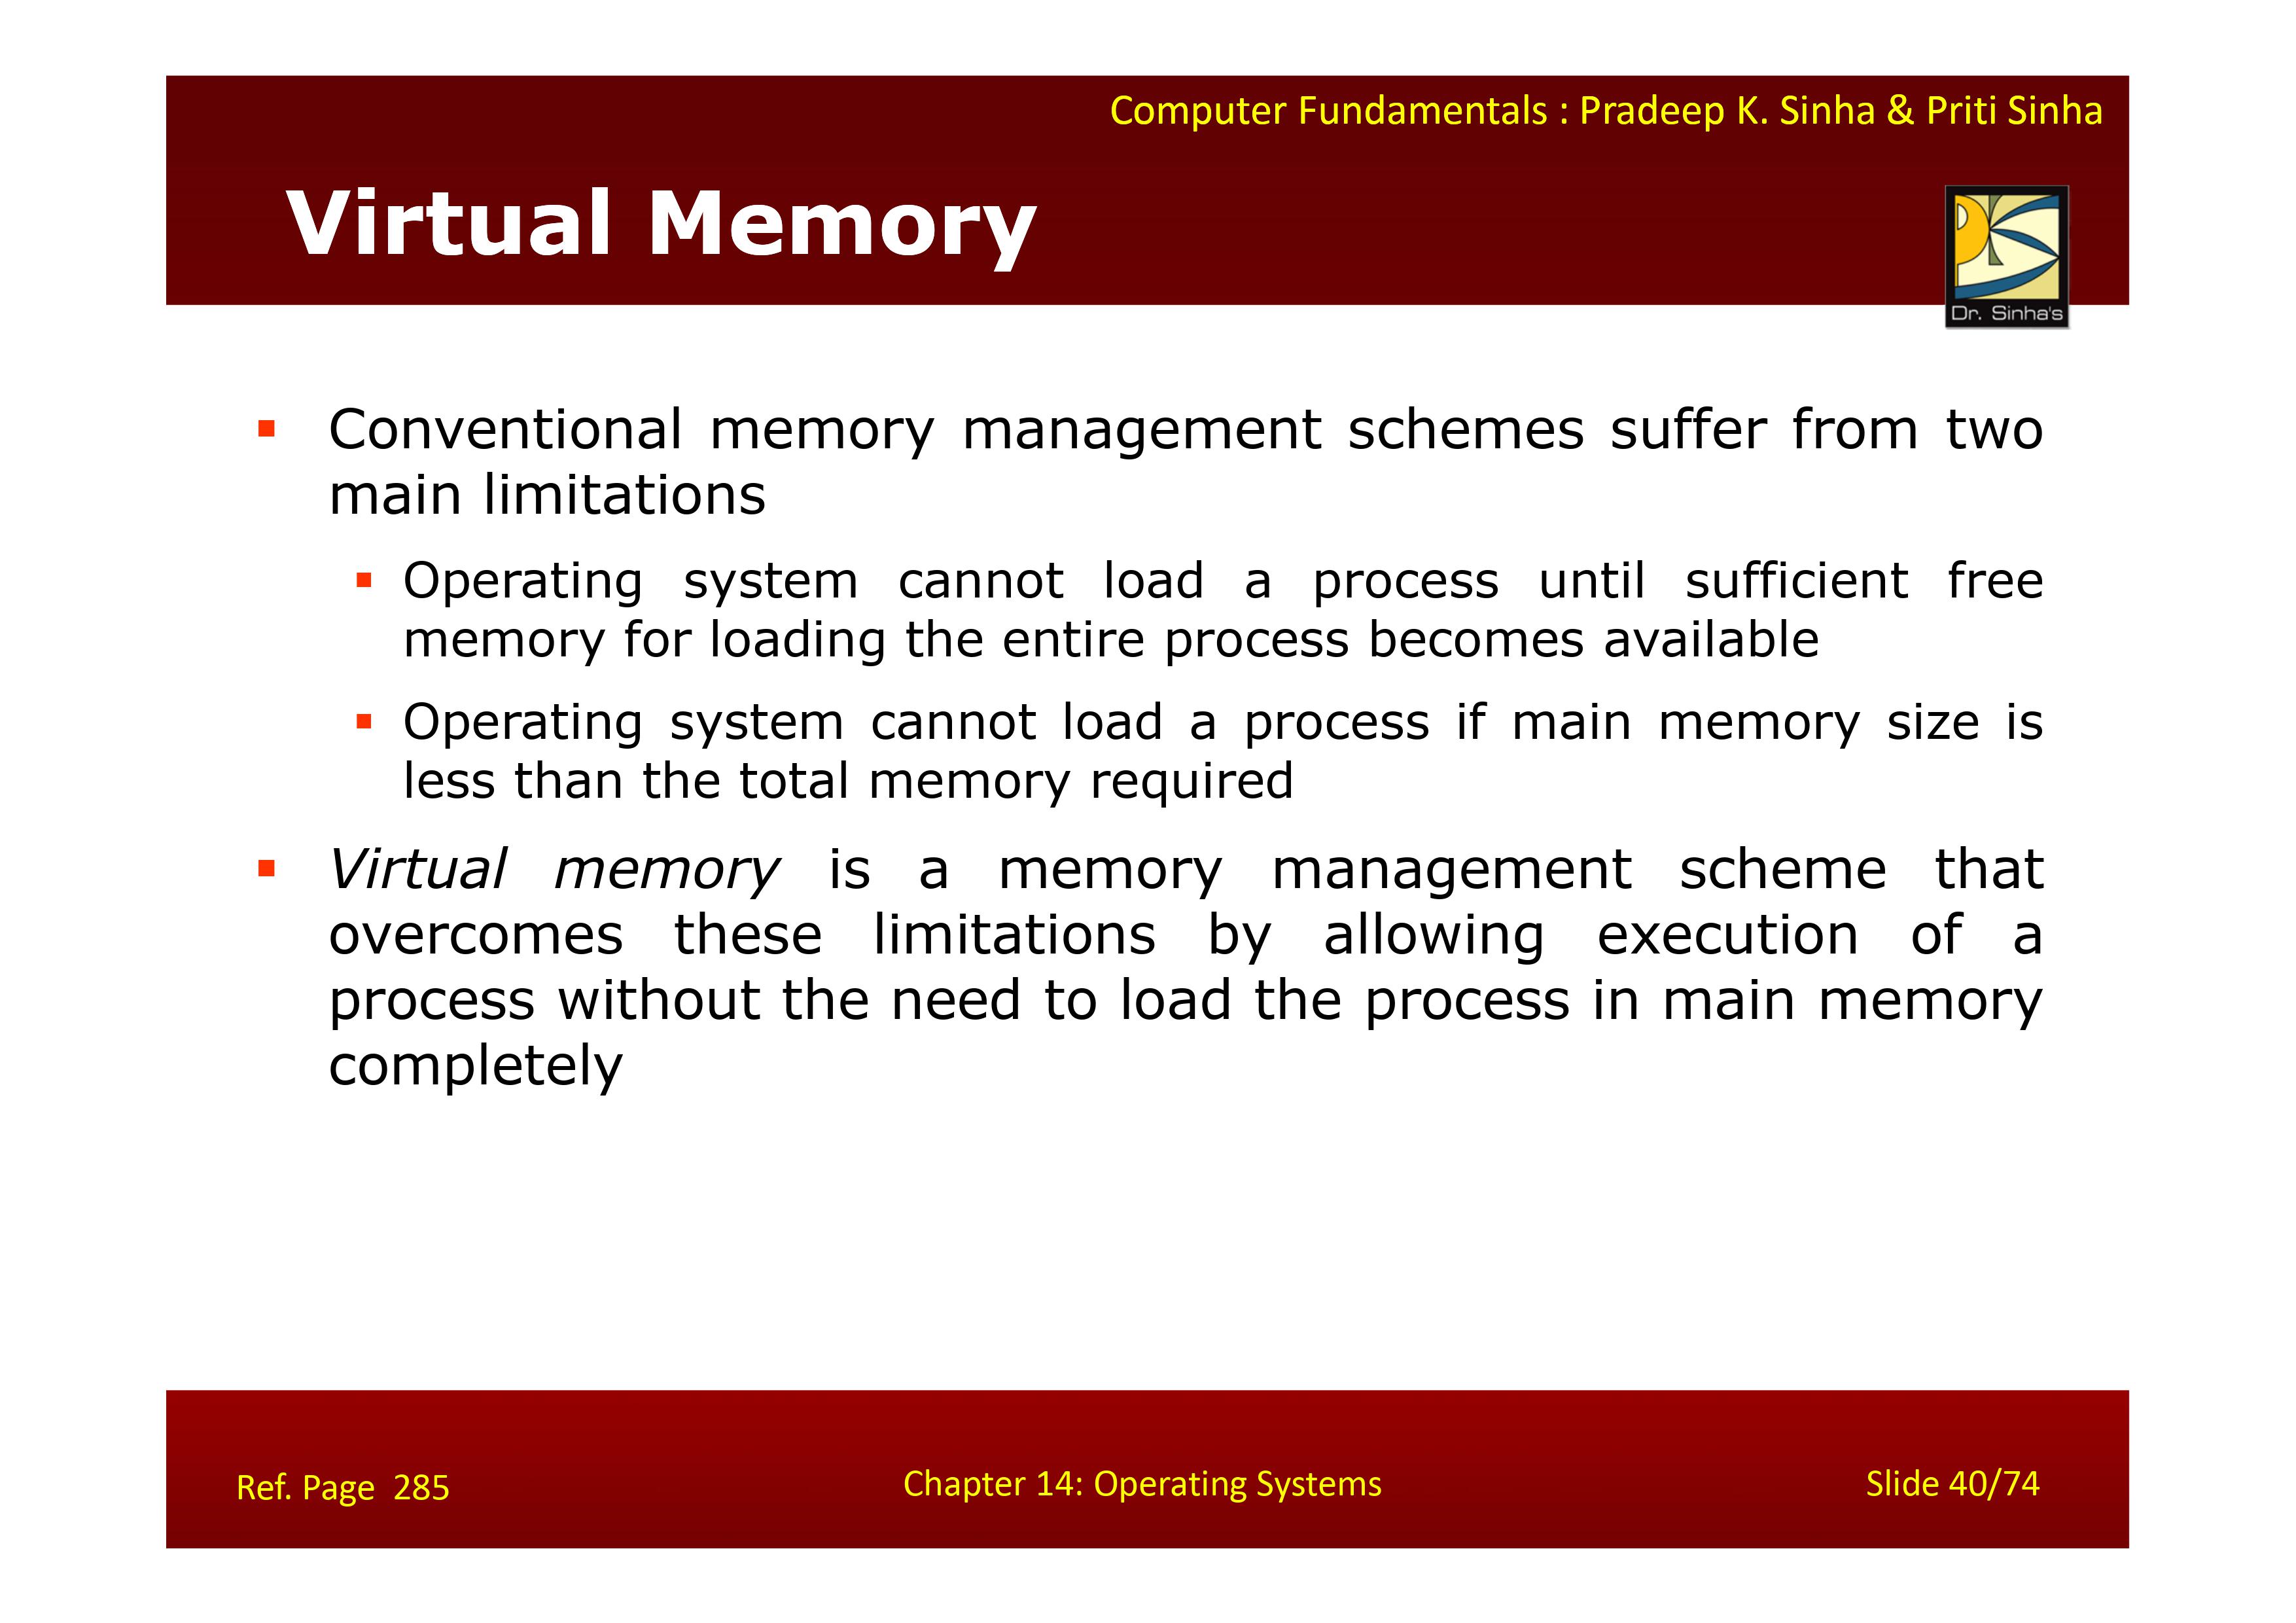 Computer Fundamentals : Pradeep K. Sinha & Priti Sinha
Virtual Memory
Dr. Sinha's
▪ Conventional memory management schemes suffer from two
main limitations
▪ Operating system cannot load a process until sufficient free
memory for loading the entire process becomes available
▪ Operating system cannot load a process if main memory size is
less than the total memory required
▪ Virtual memory is a memory management scheme that
overcomes these limitations by allowing execution of a
process without the need to load the process in main memory
completely
Ref. Page 285
Chapter 14: Operating Systems
Slide 40/74